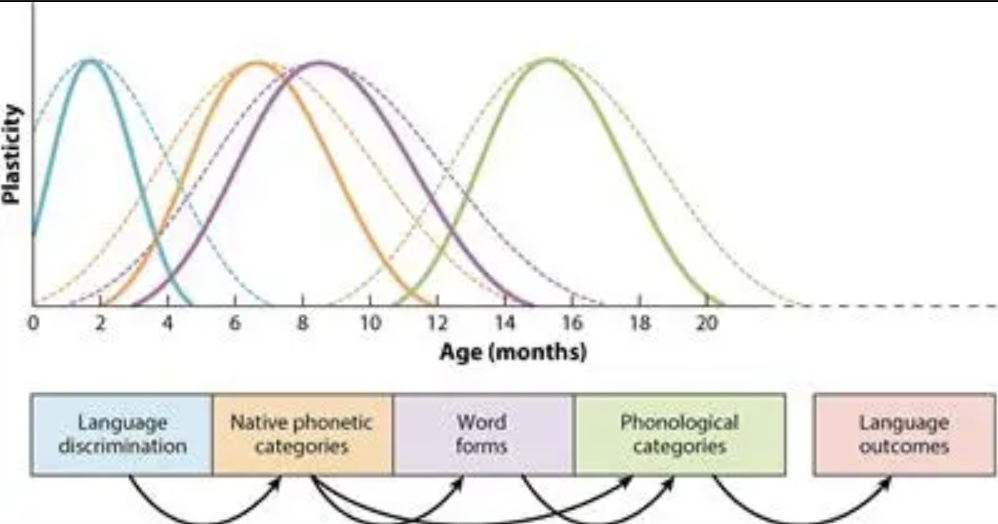 Plasticity
0 2 4 6 8 10 12 14 16 18 20
Age (months)
Language
discrimination
Native phonetic
categories
Word
forms
Phonological
categories
Language
outcomes